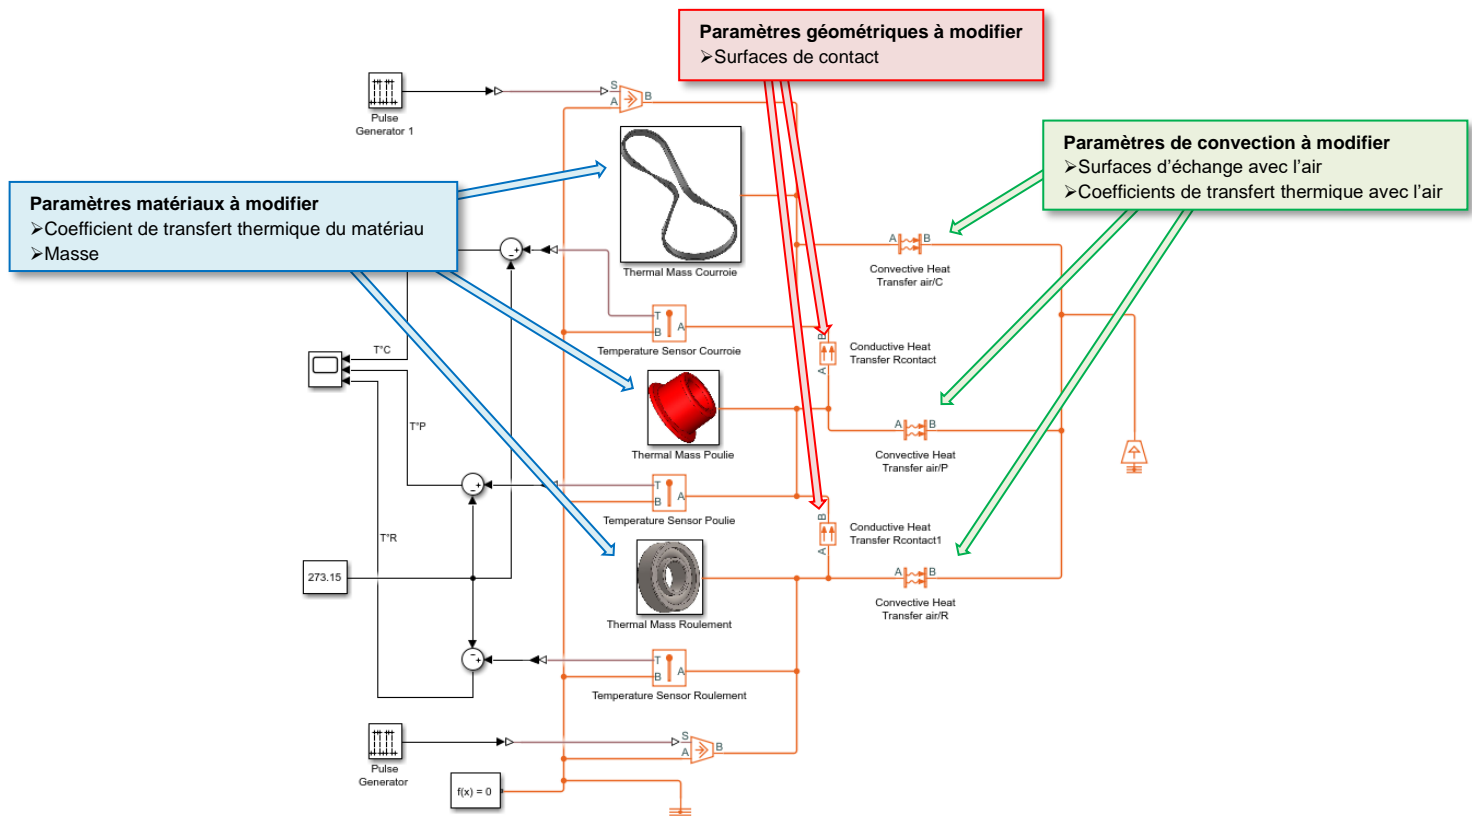 Paramètres géométriques à modifier
➢Surfaces de contact
Pulse
Generator 1
S
A
B
Paramètres de convection à modifier
➢Surfaces d'échange avec l'air
➢Coefficients de transfert thermique avec l'air
Paramètres matériaux à modifier
➢Coefficient de transfert thermique du matériau
➢Masse
Thermal Mass Courroie
A
B
Convective Heat
Transfer air/C
T
B
A
Temperature Sensor Courroie
B
A
Conductive Heat
Transfer Rcontact
T°C
T°P
T°R
Thermal Mass Poulie
A
B
Convective Heat
Transfer air/P
T
B
A
Temperature Sensor Poulie
B
A
Conductive Heat
Transfer Rcontact1
273.15
Thermal Mass Roulement
A
B
Convective Heat
Transfer air/R
T
B
A
Temperature Sensor Roulement
Pulse
Generator
S
A
B
f(x) = 0